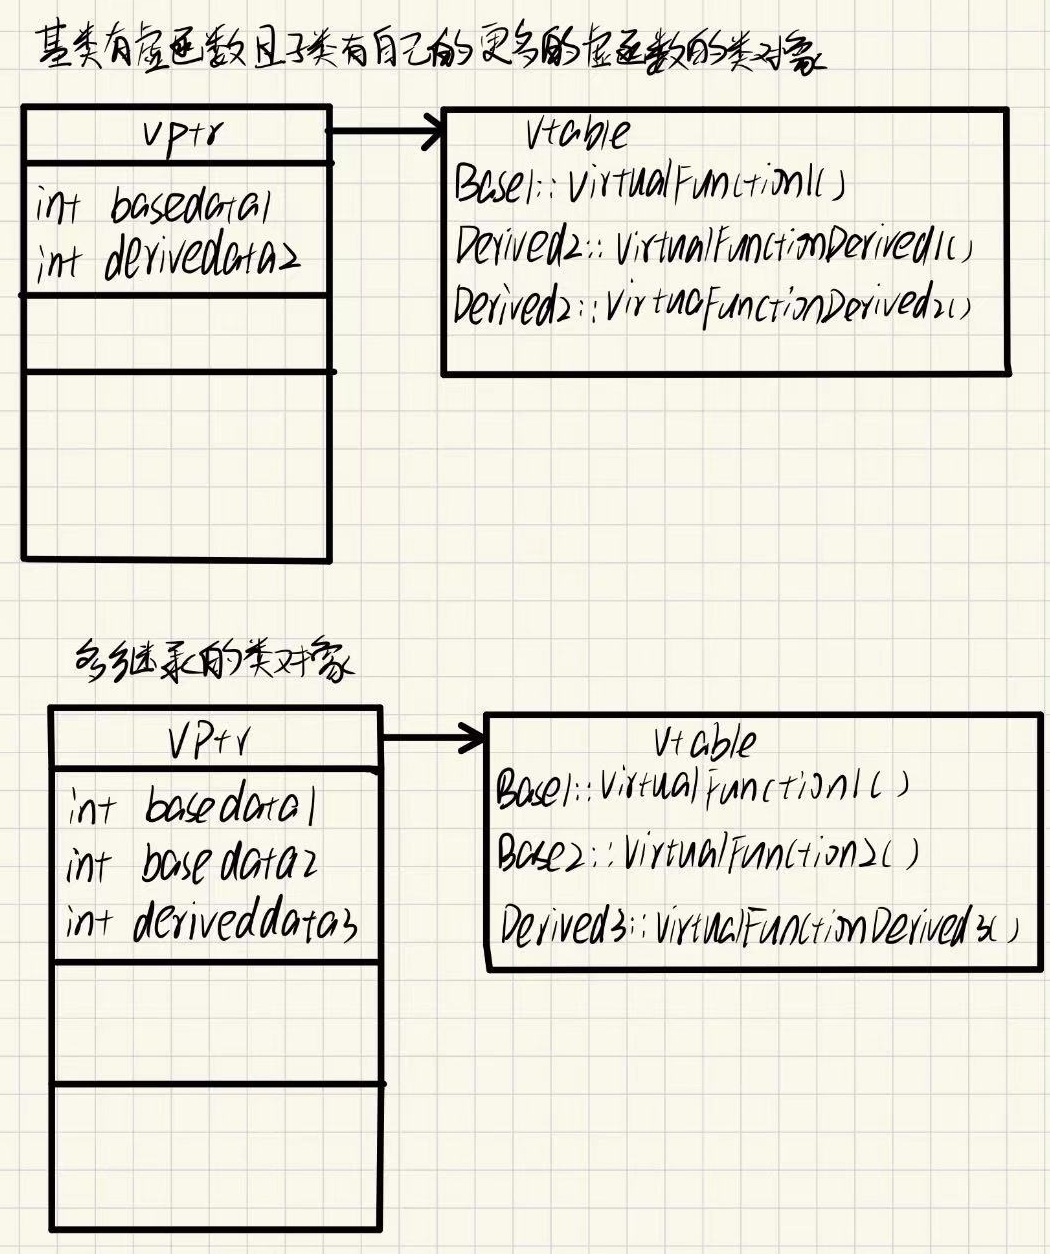 基类有虚函数且子类有自己的更多的虚函数的类对象
vptr
int basedata1
int derivedata2
Vtable
Base1::VirtualFunction1()
Derived2::VirtualFunctionDerived1()
Derived2::VirtuaFunctionDerived2()
多继承的类对象
VPtr
int basedata1
int basedata2
int deriveddata3
Vtable
Base1::VirtualFunction1()
Base2::VirtualFunction2()
Derived3::VirtualFunctionDerived3()